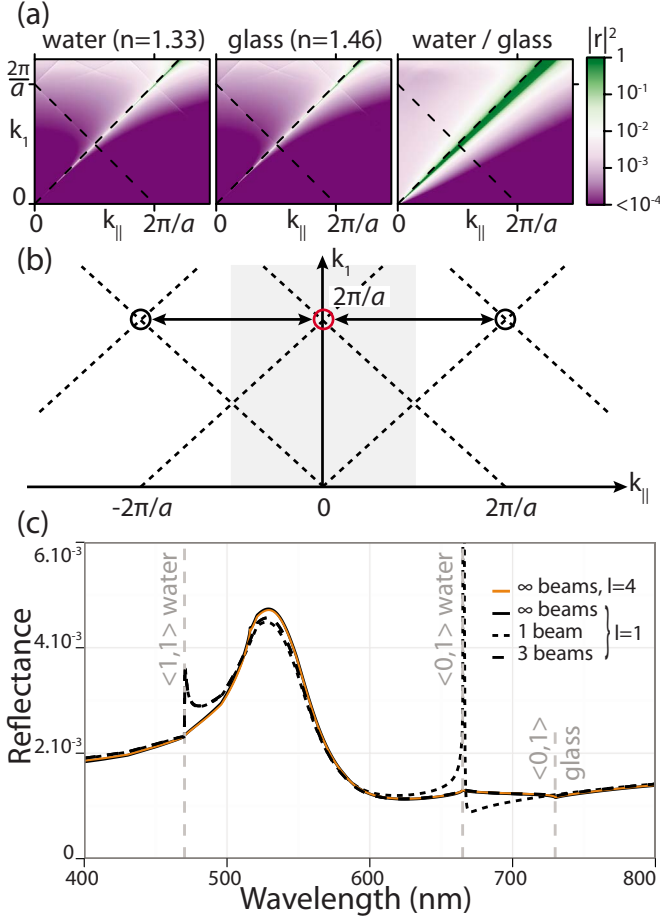 (a)
water (n=1.33)
glass (n=1.46)
water / glass
|r|²
2π/a
k₁
0
0
k||
2π/a
0
k||
2π/a
0
k||
2π/a
1
10⁻¹
10⁻²
10⁻³
<10⁻⁴
(b)
k₁
2π/a
-2π/a
0
2π/a
k||
(c)
6.10⁻³
4.10⁻³
2.10⁻³
0
Reflectance
<1,1> water
<0,1> water
<0,1>
glass
∞ beams, l=4
∞ beams
1 beam
3 beams
l=1
400
500
600
700
800
Wavelength (nm)